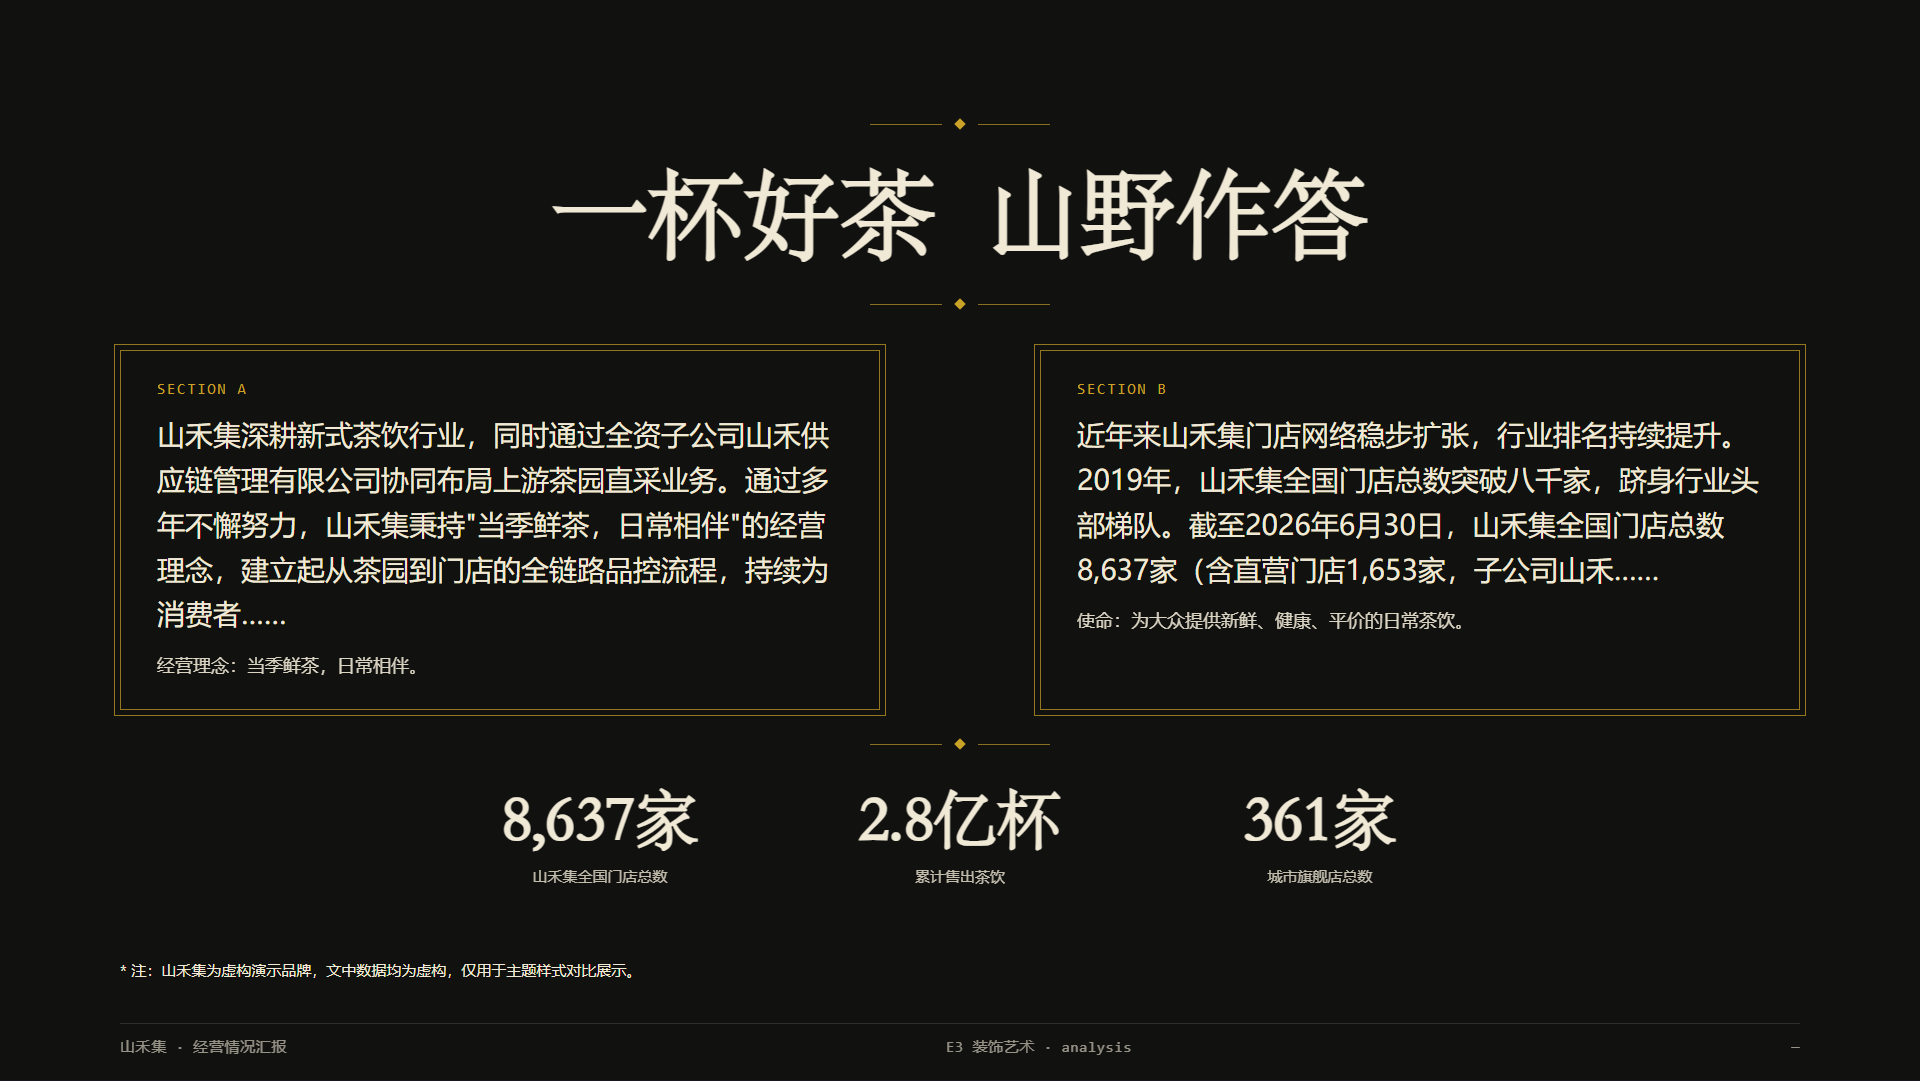 一杯好茶 山野作答
SECTION A
山禾集深耕新式茶饮行业，同时通过全资子公司山禾供
应链管理有限公司协同布局上游茶园直采业务。通过多
年不懈努力，山禾集秉持"当季鲜茶，日常相伴"的经营
理念，建立起从茶园到门店的全链路品控流程，持续为
消费者……
经营理念：当季鲜茶，日常相伴。
SECTION B
近年来山禾集门店网络稳步扩张，行业排名持续提升。
2019年，山禾集全国门店总数突破八千家，跻身行业头
部梯队。截至2026年6月30日，山禾集全国门店总数
8,637家（含直营门店1,653家，子公司山禾……
使命：为大众提供新鲜、健康、平价的日常茶饮。
8,637家
山禾集全国门店总数
2.8亿杯
累计售出茶饮
361家
城市旗舰店总数
* 注：山禾集为虚构演示品牌，文中数据均为虚构，仅用于主题样式对比展示。
山禾集 · 经营情况汇报
E3 装饰艺术 · analysis
—